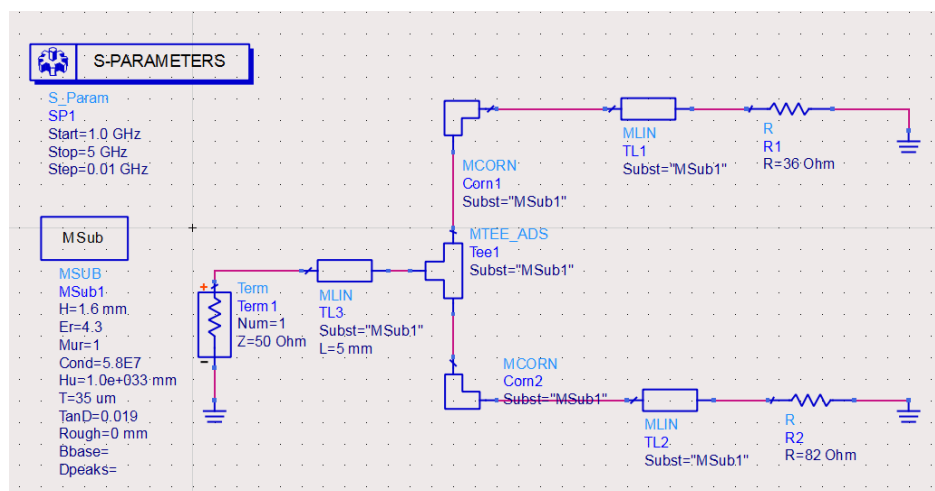 S-PARAMETERS
S_Param
SP1
Start=1.0 GHz
Stop=5 GHz
Step=0.01 GHz
MSub
MSUB
MSub1
H=1.6 mm
Er=4.3
Mur=1
Cond=5.8E7
Hu=1.0e+033 mm
T=35 um
TanD=0.019
Rough=0 mm
Bbase=
Dpeaks=
+
Term
Term1
Num=1
Z=50 Ohm
-
MLIN
TL3
Subst="MSub1"
L=5 mm
MCORN
Corn1
Subst="MSub1"
MTEE_ADS
Tee1
Subst="MSub1"
MCORN
Corn2
Subst="MSub1"
MLIN
TL1
Subst="MSub1"
R
R1
R=36 Ohm
MLIN
TL2
Subst="MSub1"
R
R2
R=82 Ohm